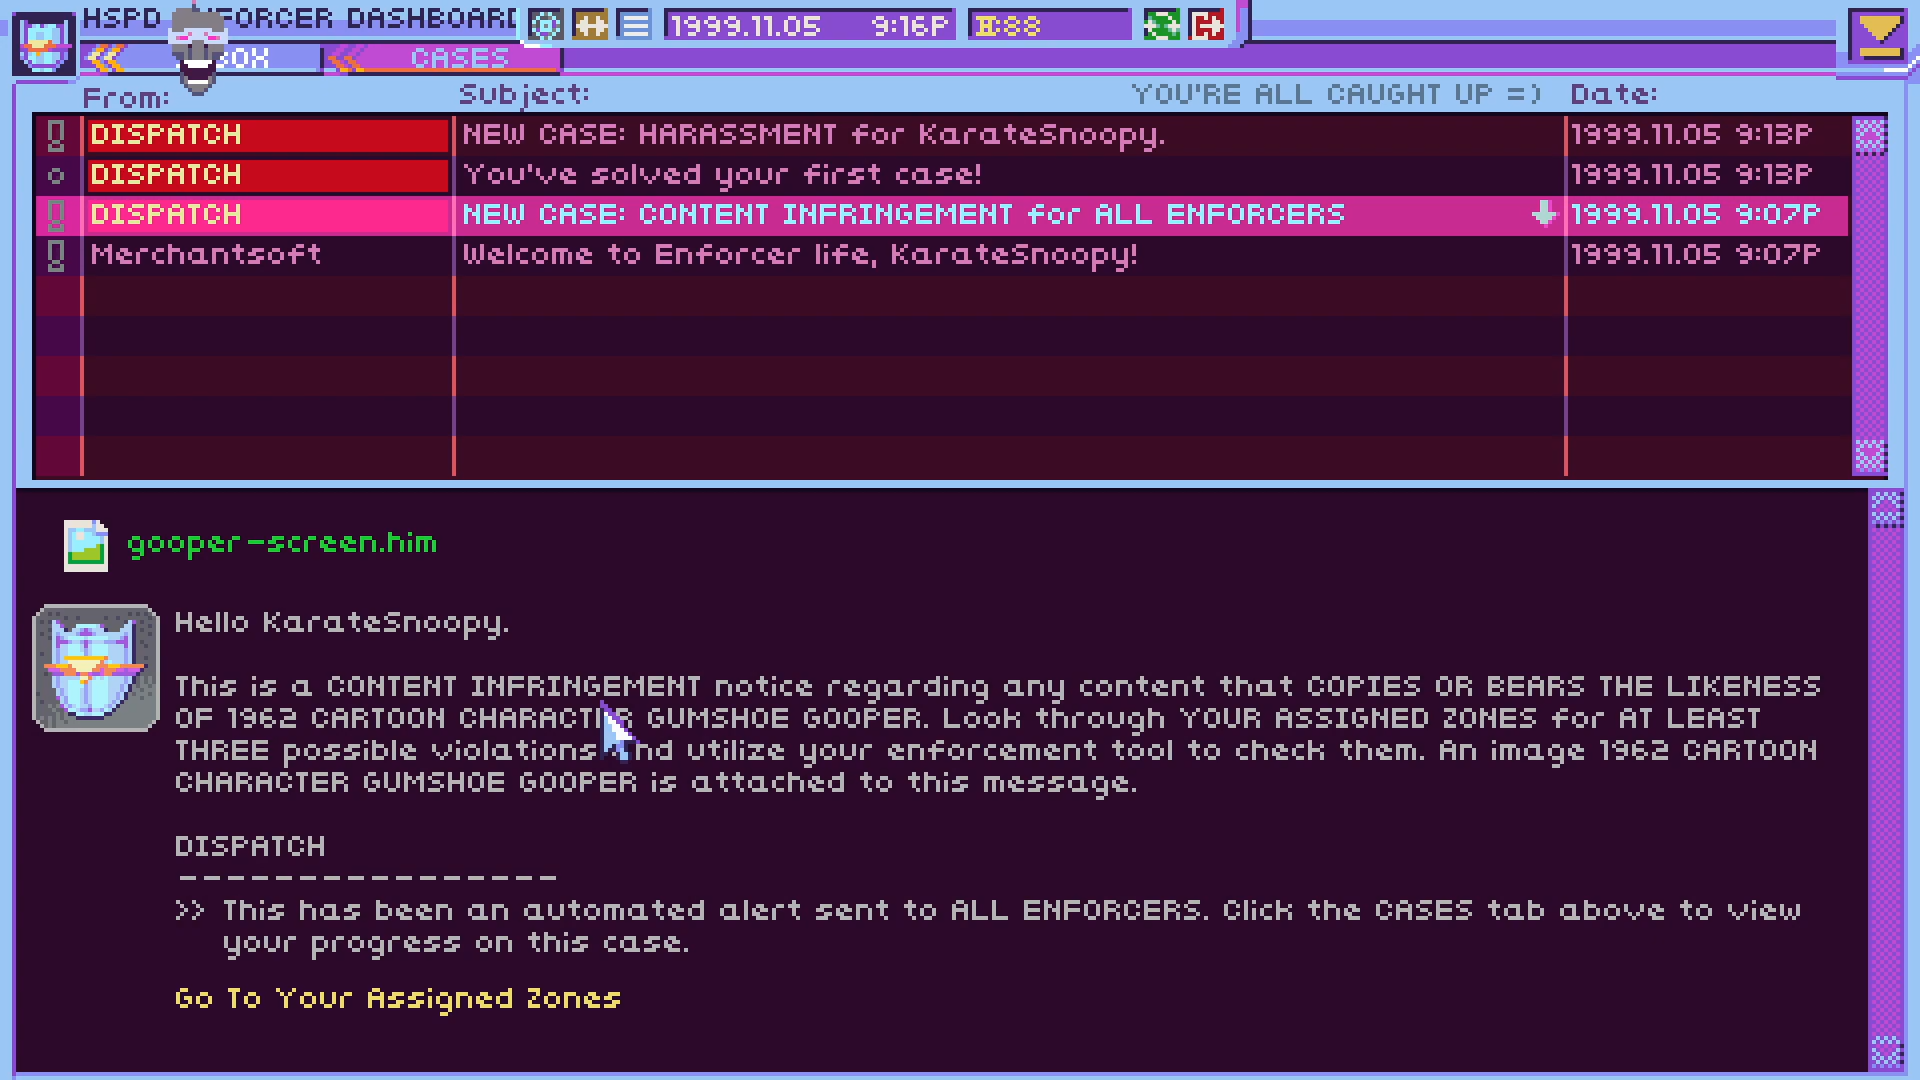 HSPD ENFORCER DASHBOARD
1999.11.05 9:16P
88
CASES
From:
Subject:
YOU'RE ALL CAUGHT UP =)
Date:
DISPATCH NEW CASE: HARASSMENT for KarateSnoopy. 1999.11.05 9:13P
DISPATCH You've solved your first case! 1999.11.05 9:13P
DISPATCH NEW CASE: CONTENT INFRINGEMENT for ALL ENFORCERS 1999.11.05 9:07P
Merchantsoft Welcome to Enforcer life, KarateSnoopy! 1999.11.05 9:07P
gooper-screen.him
Hello KarateSnoopy.
This is a CONTENT INFRINGEMENT notice regarding any content that COPIES OR BEARS THE LIKENESS
OF 1962 CARTOON CHARACTER GUMSHOE GOOPER. Look through YOUR ASSIGNED ZONES for AT LEAST
THREE possible violations and utilize your enforcement tool to check them. An image 1962 CARTOON
CHARACTER GUMSHOE GOOPER is attached to this message.
DISPATCH
----------------
>> This has been an automated alert sent to ALL ENFORCERS. Click the CASES tab above to view
your progress on this case.
Go To Your Assigned Zones